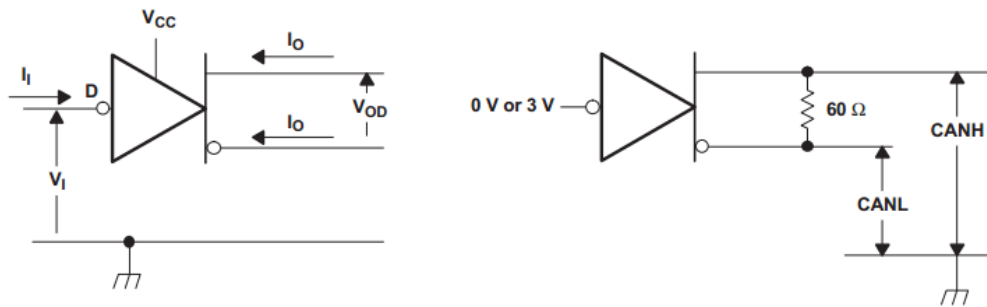 VCC
IO
II
D
VOD
IO
VI
0 V or 3 V
60 Ω
CANH
CANL